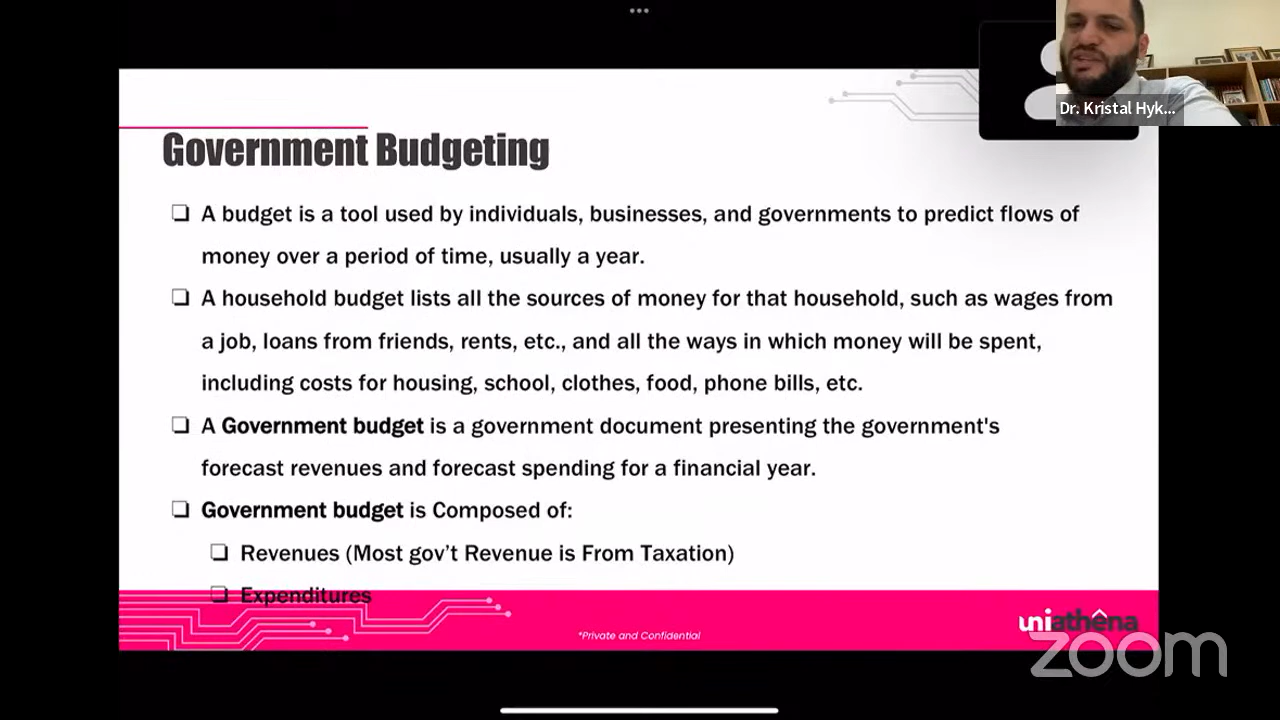 Dr. Kristal Hyk...
Government Budgeting
❑ A budget is a tool used by individuals, businesses, and governments to predict flows of
money over a period of time, usually a year.
❑ A household budget lists all the sources of money for that household, such as wages from
a job, loans from friends, rents, etc., and all the ways in which money will be spent,
including costs for housing, school, clothes, food, phone bills, etc.
❑ A Government budget is a government document presenting the government's
forecast revenues and forecast spending for a financial year.
❑ Government budget is Composed of:
❑ Revenues (Most gov’t Revenue is From Taxation)
❑ Expenditures
*Private and Confidential
uniathena
zoom